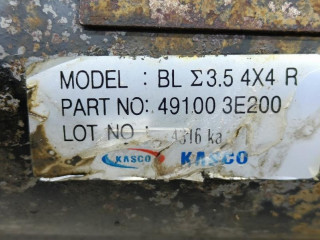 MODEL : BL Σ3.5 4X4 R
PART NO: 49100 3E200
LOT NO :
KASCO KASCO